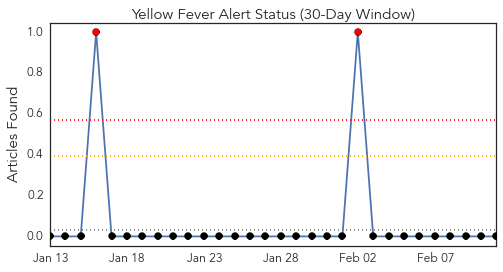 Yellow Fever Alert Status (30-Day Window)
Articles Found
1.0
0.8
0.6
0.4
0.2
0.0
Jan 13 Jan 18 Jan 23 Jan 28 Feb 02 Feb 07